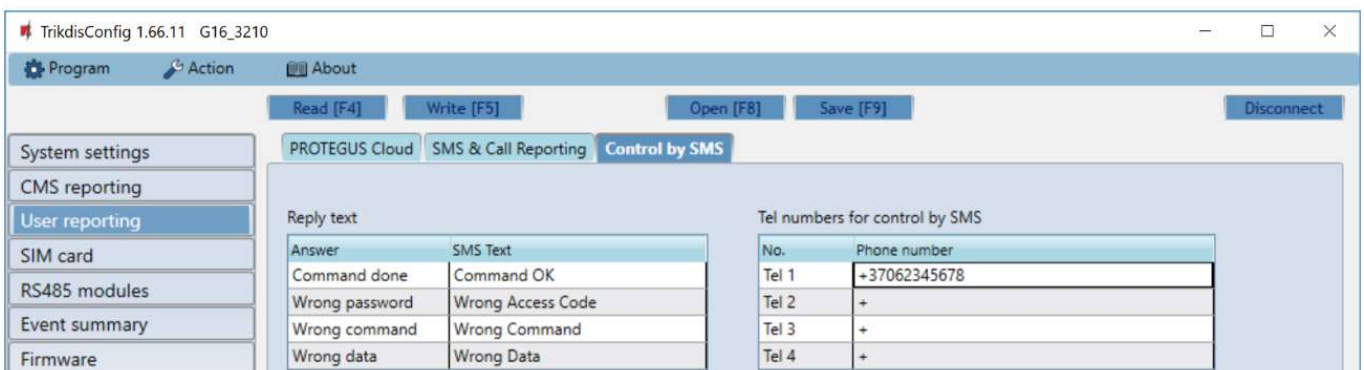 TrikdisConfig 1.66.11 G16_3210
Program Action About
Read [F4] Write [F5] Open [F8] Save [F9] Disconnect
System settings
CMS reporting
User reporting
SIM card
RS485 modules
Event summary
Firmware
PROTEGUS Cloud SMS & Call Reporting Control by SMS
Reply text
Answer SMS Text
Command done Command OK
Wrong password Wrong Access Code
Wrong command Wrong Command
Wrong data Wrong Data
Tel numbers for control by SMS
No. Phone number
Tel 1 +37062345678
Tel 2 +
Tel 3 +
Tel 4 +